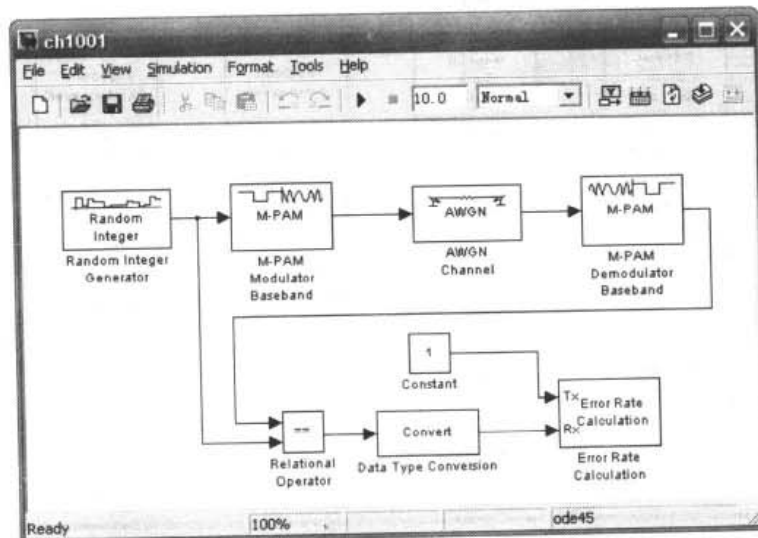 ch1001
File Edit View Simulation Format Tools Help
10.0 Normal
Random
Integer
Random Integer
Generator
M-PAM
M-PAM
Modulator
Baseband
AWGN
AWGN
Channel
M-PAM
M-PAM
Demodulator
Baseband
1
Constant
Tx
Rx
Error Rate
Calculation
Error Rate
Calculation
==
Relational
Operator
Convert
Data Type Conversion
Ready 100% ode45